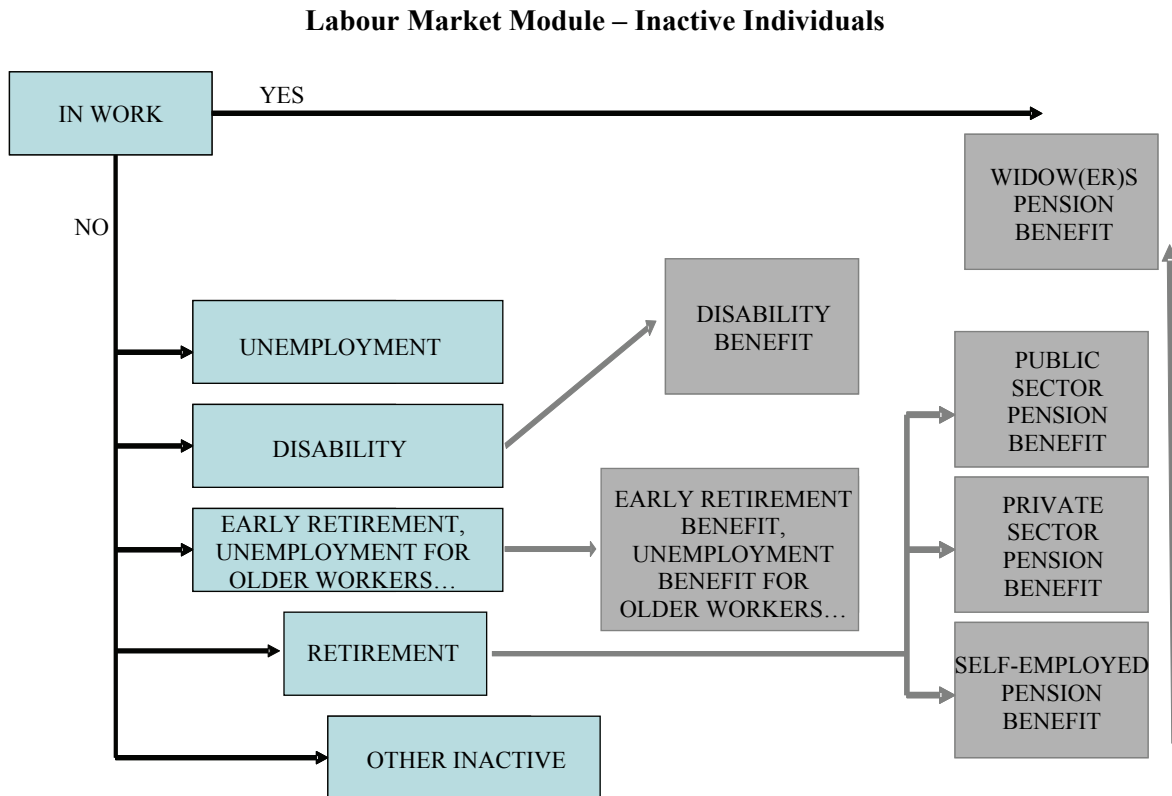 Labour Market Module – Inactive Individuals
IN WORK
YES
NO
WIDOW(ER)S
PENSION
BENEFIT
DISABILITY
BENEFIT
UNEMPLOYMENT
PUBLIC
SECTOR
PENSION
BENEFIT
DISABILITY
EARLY RETIREMENT,
UNEMPLOYMENT FOR
OLDER WORKERS…
EARLY RETIREMENT
BENEFIT,
UNEMPLOYMENT
BENEFIT FOR
OLDER WORKERS…
PRIVATE
SECTOR
PENSION
BENEFIT
RETIREMENT
SELF-EMPLOYED
PENSION
BENEFIT
OTHER INACTIVE